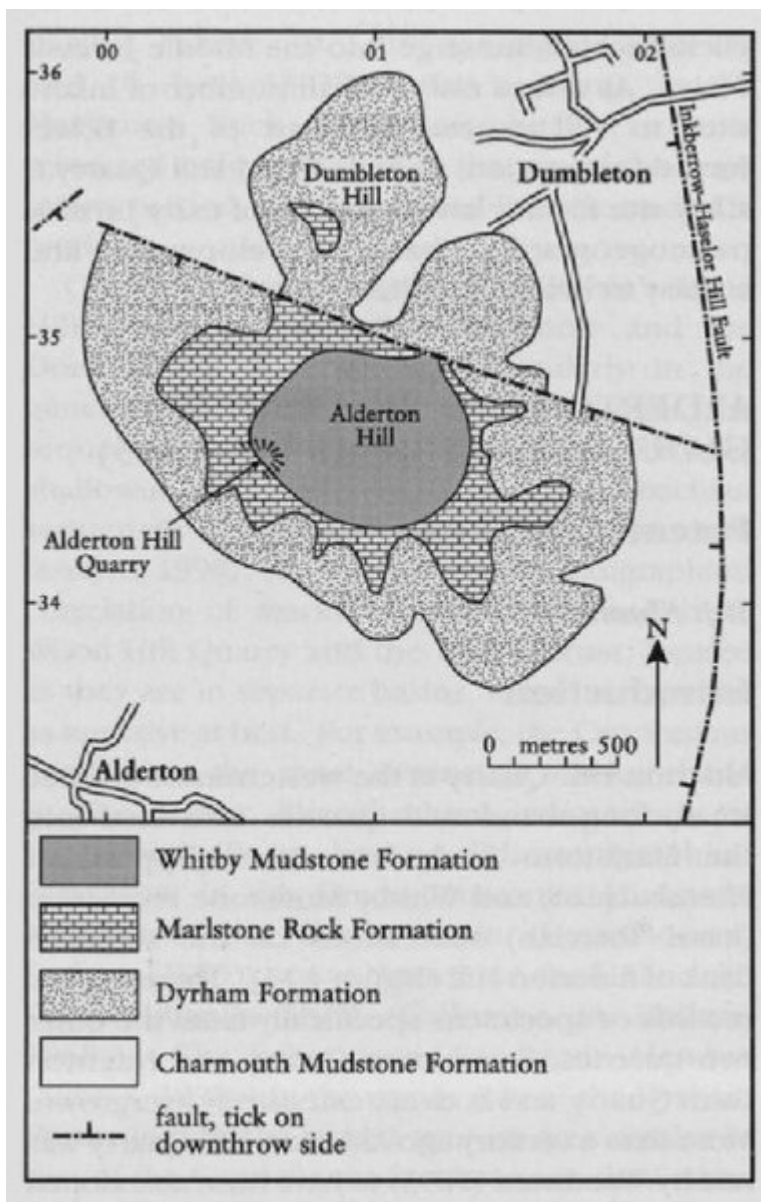 00 01 02
36
Dumbleton
Hill
Dumbleton
Inkberrow–Haselor Hill Fault
35
Alderton
Hill
Alderton Hill
Quarry
34
N
0 metres 500
Alderton
Whitby Mudstone Formation
Marlstone Rock Formation
Dyrham Formation
Charmouth Mudstone Formation
fault, tick on
downthrow side